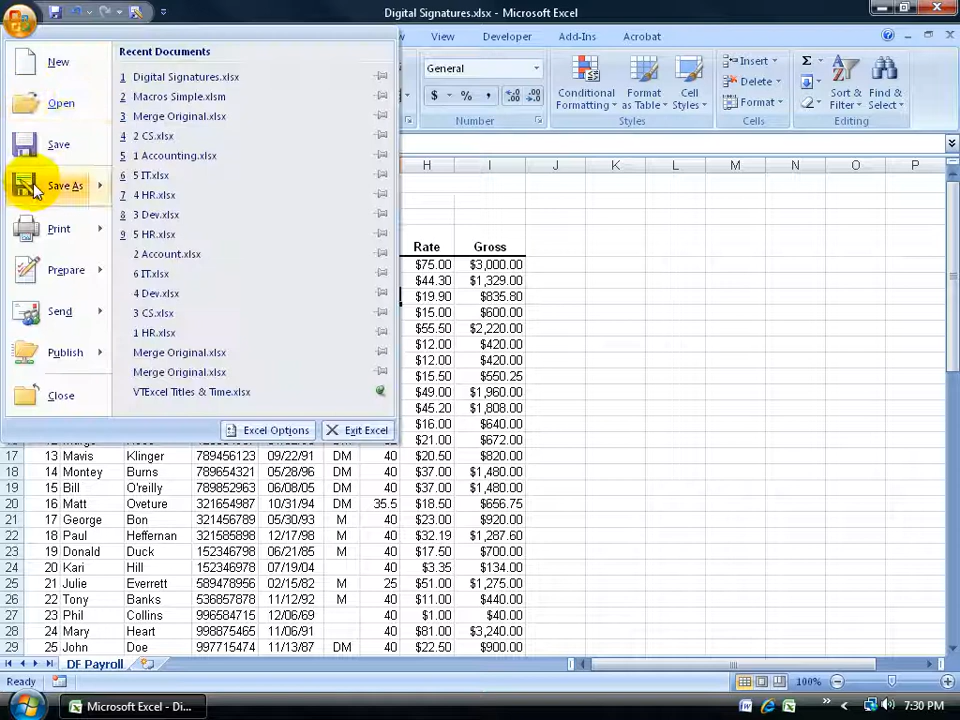 Digital Signatures.xlsx - Microsoft Excel
View Developer Add-Ins Acrobat
New
Open
Save
Save As
Print
Prepare
Send
Publish
Close
Recent Documents
1 Digital Signatures.xlsx
2 Macros Simple.xlsm
3 Merge Original.xlsx
4 2 CS.xlsx
5 1 Accounting.xlsx
6 5 IT.xlsx
7 4 HR.xlsx
8 3 Dev.xlsx
9 5 HR.xlsx
2 Account.xlsx
6 IT.xlsx
4 Dev.xlsx
3 CS.xlsx
1 HR.xlsx
Merge Original.xlsx
Merge Original.xlsx
VTExcel Titles & Time.xlsx
Excel Options Exit Excel
General
$ % ,
Number
Conditional Formatting
Format as Table
Cell Styles
Styles
Insert
Delete
Format
Cells
Σ
Sort & Filter
Find & Select
Editing
H I J K L M N O P
Rate Gross
$75.00 $3,000.00
$44.30 $1,329.00
$19.90 $835.80
$15.00 $600.00
$55.50 $2,220.00
$12.00 $420.00
$12.00 $420.00
$15.50 $550.25
$49.00 $1,960.00
$45.20 $1,808.00
$16.00 $640.00
$21.00 $672.00
17 13 Mavis Klinger 789456123 09/22/91 DM 40 $20.50 $820.00
18 14 Montey Burns 789654321 05/28/96 DM 40 $37.00 $1,480.00
19 15 Bill O'reilly 789852963 06/08/05 DM 40 $37.00 $1,480.00
20 16 Matt Oveture 321654987 10/31/94 DM 35.5 $18.50 $656.75
21 17 George Bon 321456789 05/30/93 M 40 $23.00 $920.00
22 18 Paul Heffernan 321585898 12/17/98 M 40 $32.19 $1,287.60
23 19 Donald Duck 152346798 06/21/85 M 40 $17.50 $700.00
24 20 Kari Hill 152348798 07/19/04 40 $3.35 $134.00
25 21 Julie Everrett 589478956 02/15/82 M 25 $51.00 $1,275.00
26 22 Tony Banks 536857878 11/12/92 M 40 $11.00 $440.00
27 23 Phil Collins 996584715 12/06/69 40 $1.00 $40.00
28 24 Mary Heart 998875465 11/06/91 40 $81.00 $3,240.00
29 25 John Doe 997715474 11/13/87 DM 40 $22.50 $900.00
DF Payroll
Ready 100%
Microsoft Excel - Di... 7:30 PM